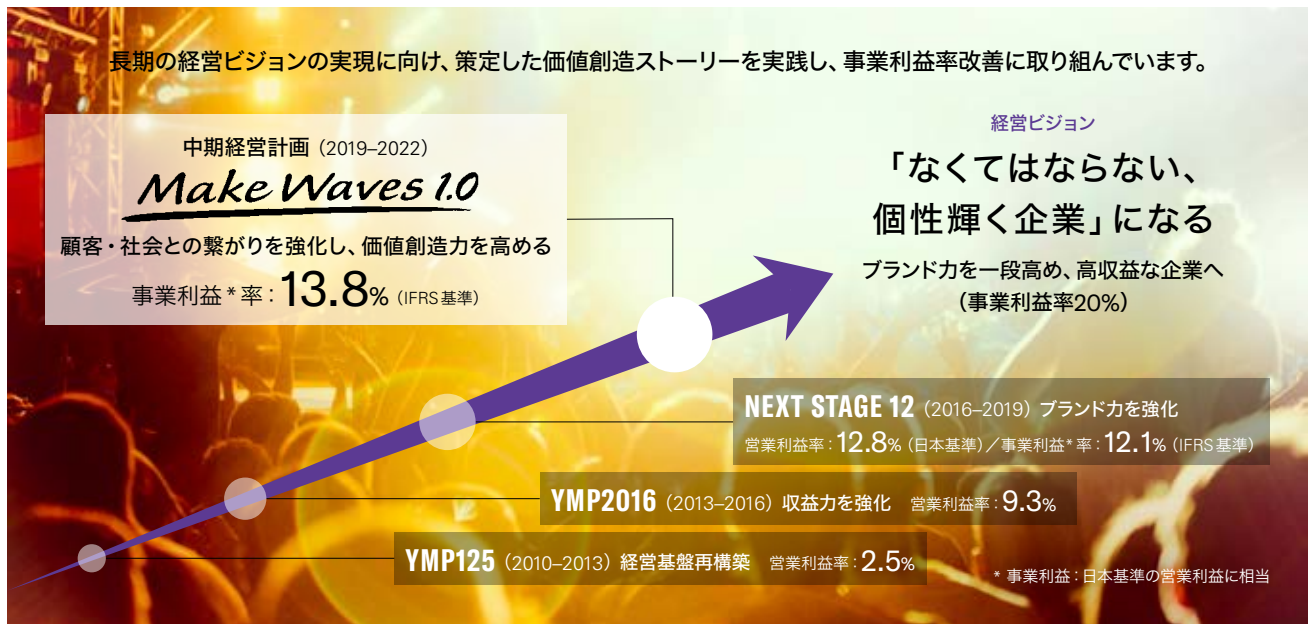 長期の経営ビジョンの実現に向け、策定した価値創造ストーリーを実践し、事業利益率改善に取り組んでいます。
中期経営計画（2019–2022）
Make Waves 1.0
顧客・社会との繋がりを強化し、価値創造力を高める
事業利益*率：13.8%（IFRS基準）
経営ビジョン
「なくてはならない、
個性輝く企業」になる
ブランド力を一段高め、高収益な企業へ
（事業利益率20%）
NEXT STAGE 12（2016–2019）ブランド力を強化
営業利益率：12.8%（日本基準）／事業利益*率：12.1%（IFRS基準）
YMP2016（2013–2016）収益力を強化 営業利益率：9.3%
YMP125（2010–2013）経営基盤再構築 営業利益率：2.5%
* 事業利益：日本基準の営業利益に相当